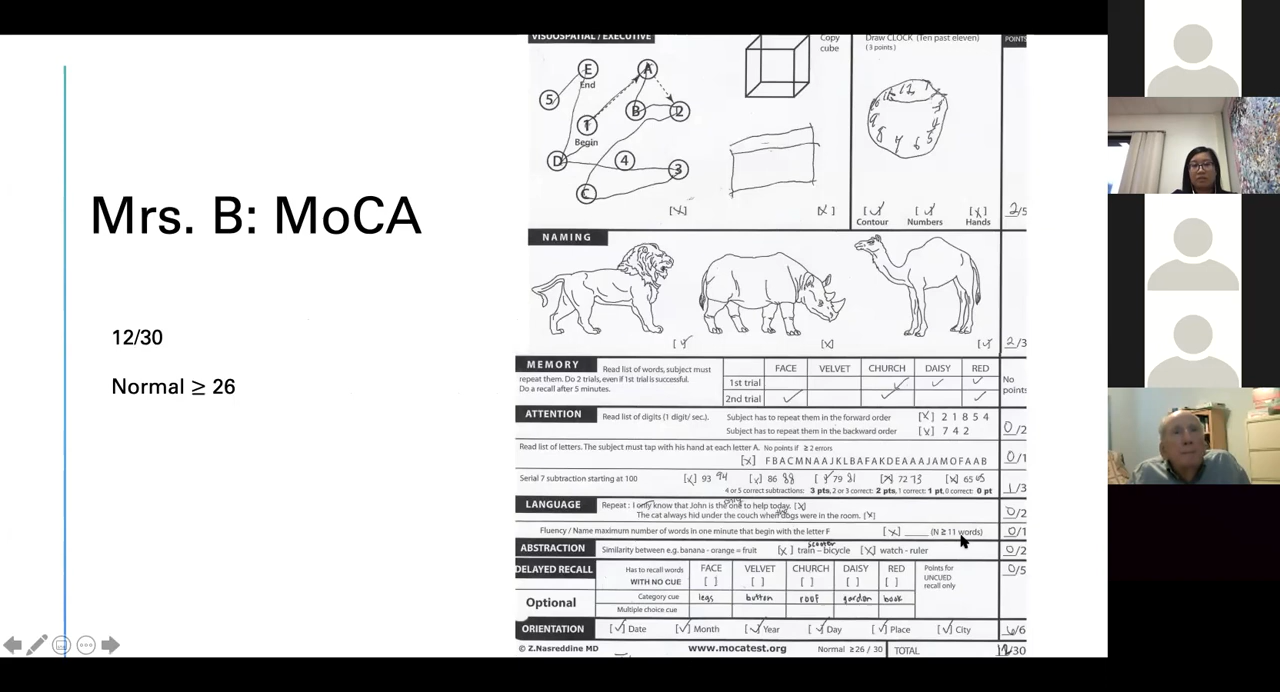 Mrs. B: MoCA
12/30
Normal ≥ 26
VISUOSPATIAL / EXECUTIVE
Copy cube
Draw CLOCK (Ten past eleven)
(3 points)
POINTS
E
End
A
5
B
2
1
Begin
D
4
3
C
[X]
[X]
[✓] [✓] [X]
Contour Numbers Hands
2/5
NAMING
[✓] [X] [✓] 2/3
MEMORY
Read list of words, subject must
repeat them. Do 2 trials, even if 1st trial is successful.
Do a recall after 5 minutes.
FACE VELVET CHURCH DAISY RED
1st trial ✓ ✓ ✓
2nd trial ✓ ✓ ✓
No points
ATTENTION Read list of digits (1 digit/ sec.). Subject has to repeat them in the forward order [X] 2 1 8 5 4
Subject has to repeat them in the backward order [X] 7 4 2 0/2
Read list of letters. The subject must tap with his hand at each letter A. No points if ≥ 2 errors
[X] F B A C M N A A J K L B A F A K D E A A A J A M O F A A B 0/1
Serial 7 subtraction starting at 100 [X] 93 94 [X] 86 88 79 81 [X] 72 73 [X] 65 65
4 or 5 correct subtractions: 3 pts, 2 or 3 correct: 2 pts, 1 correct: 1 pt, 0 correct: 0 pt 1/3
LANGUAGE Repeat : I only know that John is the one to help today. [X]
only
The cat always hid under the couch when dogs were in the room. [X] 0/2
Fluency / Name maximum number of words in one minute that begin with the letter F [X] ____ (N ≥ 11 words) 0/1
scooter
ABSTRACTION Similarity between e.g. banana - orange = fruit [X] train – bicycle [X] watch - ruler 0/2
DELAYED RECALL Has to recall words FACE VELVET CHURCH DAISY RED
WITH NO CUE [ ] [ ] [ ] [ ] [ ]
Points for UNCUED recall only
0/5
Optional
Category cue legs button roof garden book
Multiple choice cue
ORIENTATION [✓] Date [✓] Month [✓] Year [✓] Day [✓] Place [✓] City 6/6
© Z.Nasreddine MD www.mocatest.org Normal ≥26 / 30 TOTAL 12/30